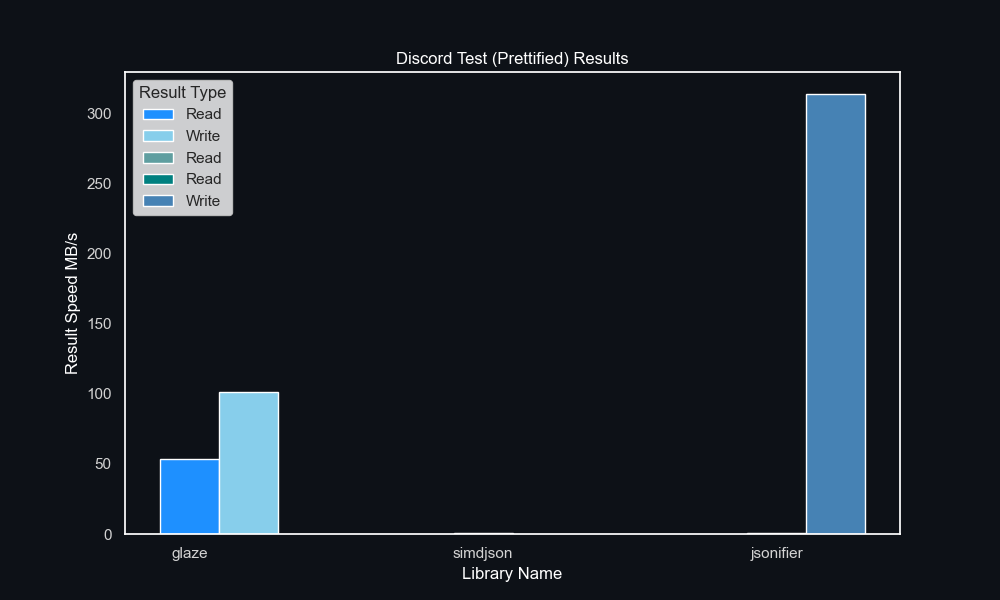 Discord Test (Prettified) Results
Result Type
Read
Write
Read
Read
Write
Result Speed MB/s
300
250
200
150
100
50
0
glaze simdjson jsonifier
Library Name